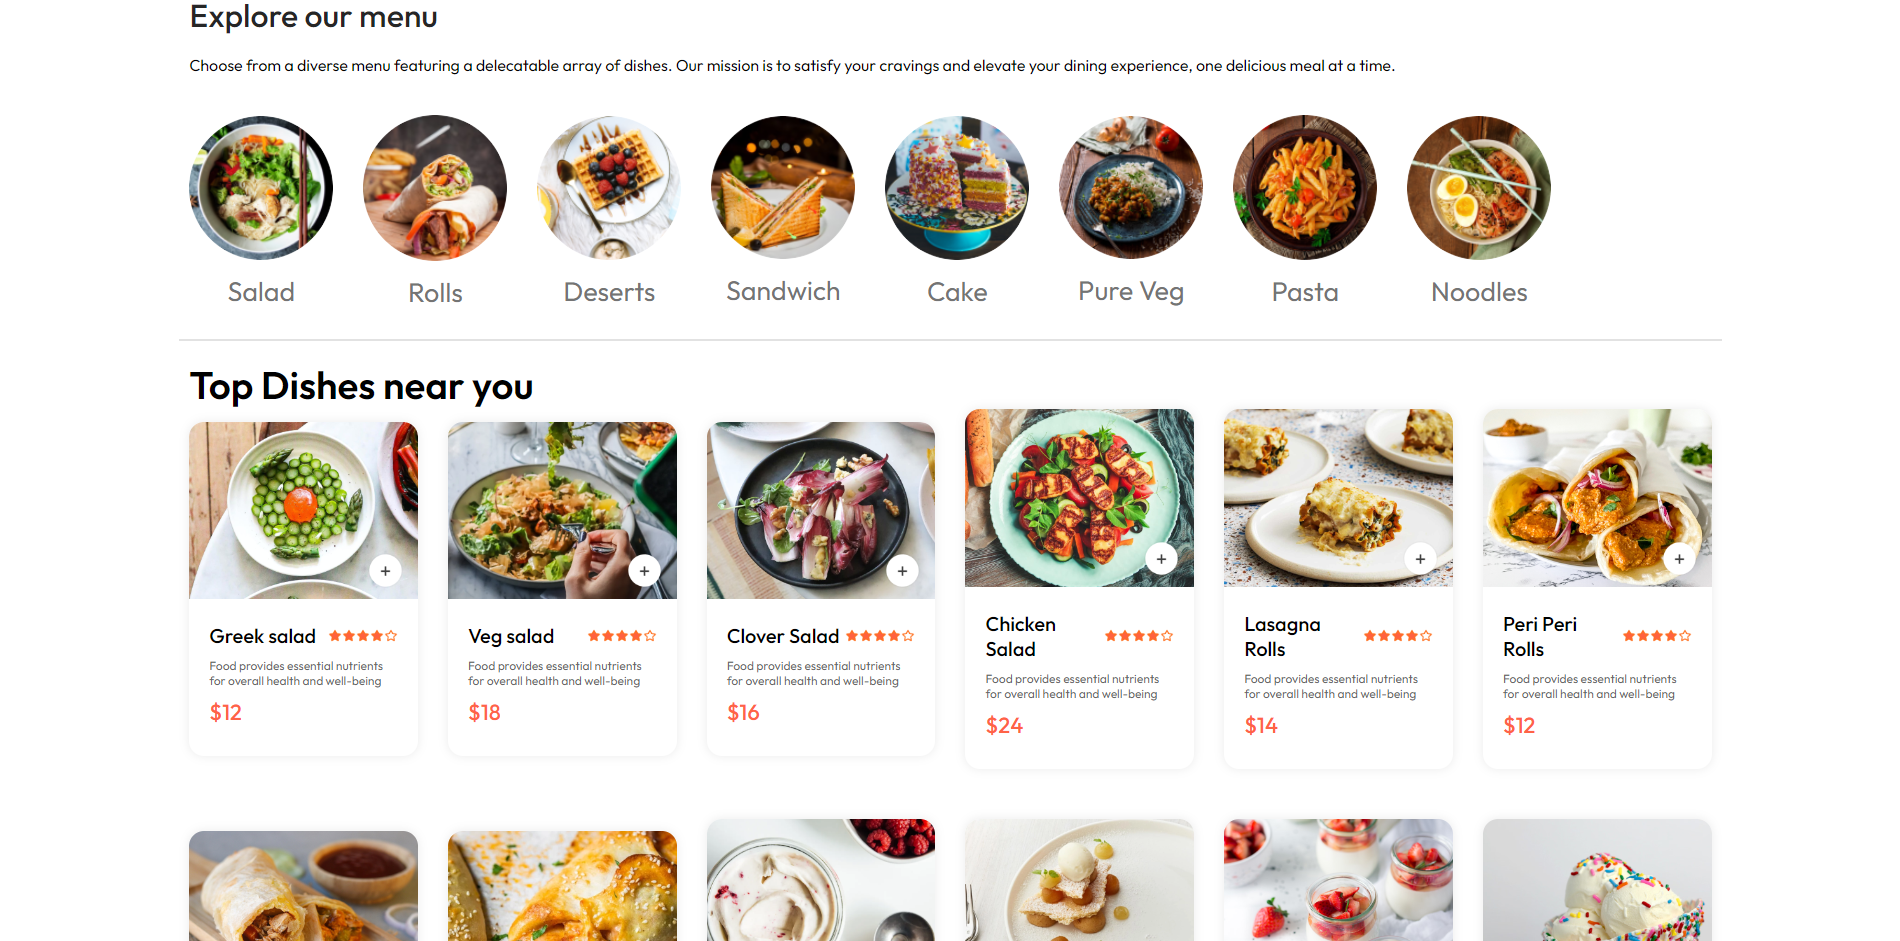 Explore our menu
Choose from a diverse menu featuring a delecatable array of dishes. Our mission is to satisfy your cravings and elevate your dining experience, one delicious meal at a time.
Salad
Rolls
Deserts
Sandwich
Cake
Pure Veg
Pasta
Noodles
Top Dishes near you
Greek salad
Food provides essential nutrients
for overall health and well-being
$12
Veg salad
Food provides essential nutrients
for overall health and well-being
$18
Clover Salad
Food provides essential nutrients
for overall health and well-being
$16
Chicken
Salad
Food provides essential nutrients
for overall health and well-being
$24
Lasagna
Rolls
Food provides essential nutrients
for overall health and well-being
$14
Peri Peri
Rolls
Food provides essential nutrients
for overall health and well-being
$12